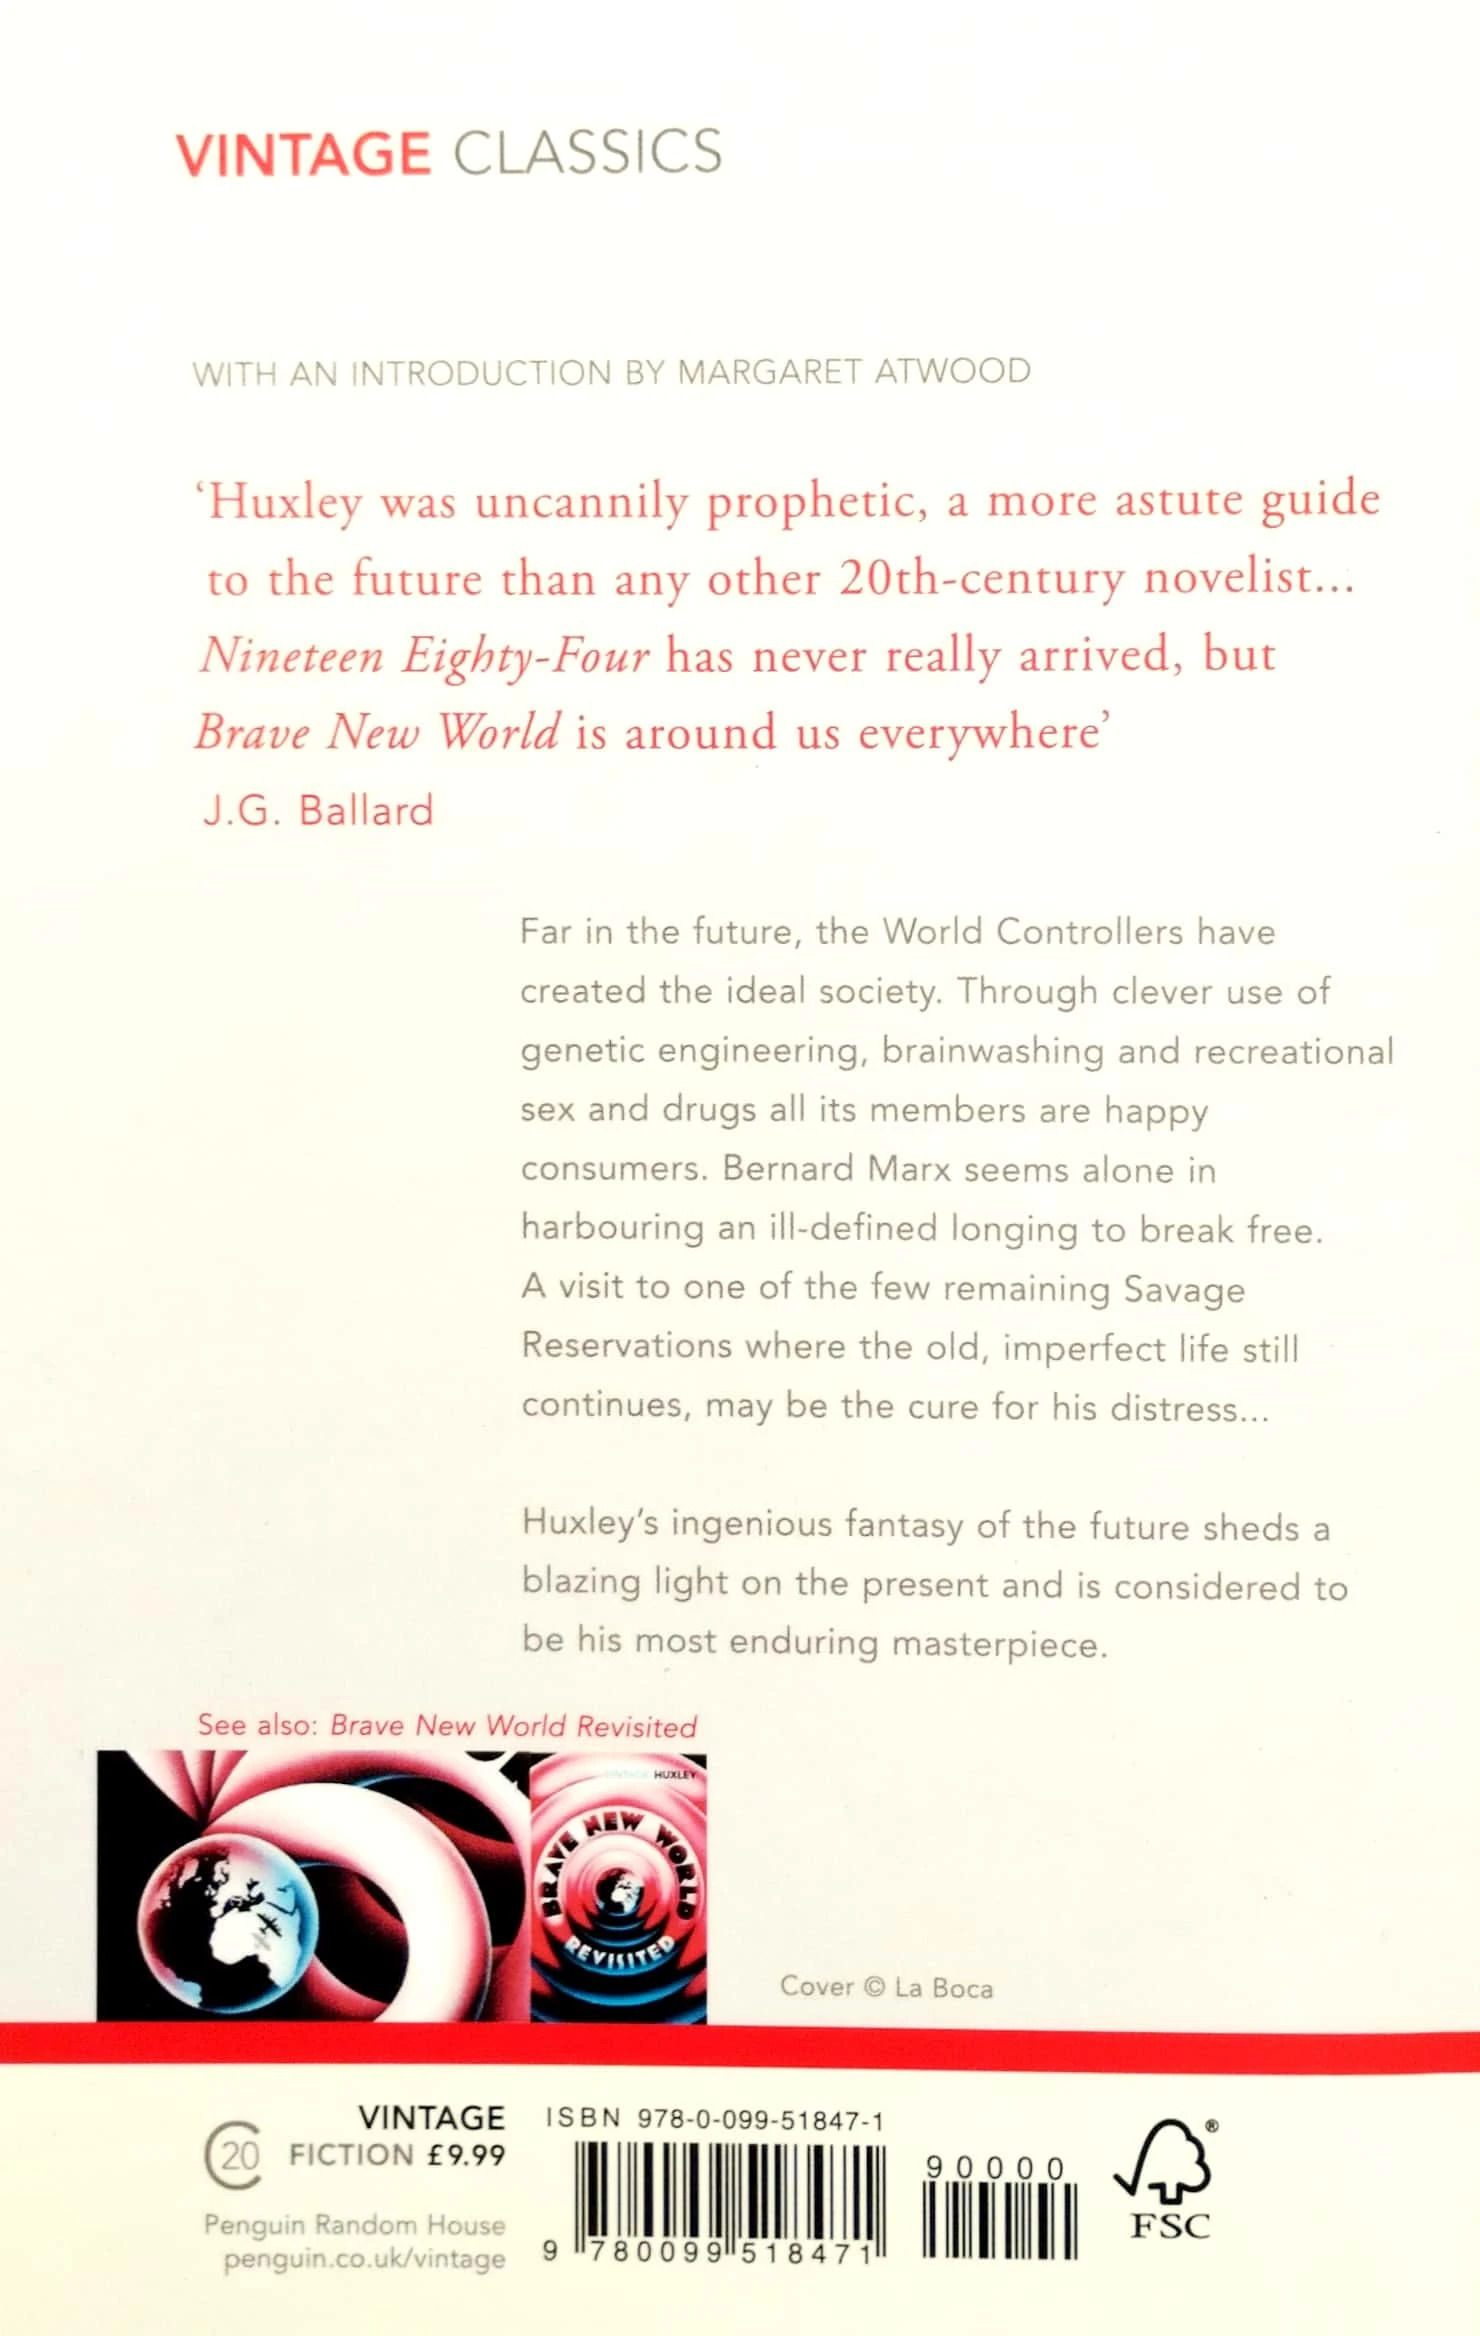 VINTAGE CLASSICS
WITH AN INTRODUCTION BY MARGARET ATWOOD
‘Huxley was uncannily prophetic, a more astute guide
to the future than any other 20th-century novelist...
Nineteen Eighty-Four has never really arrived, but
Brave New World is around us everywhere’
J.G. Ballard
Far in the future, the World Controllers have
created the ideal society. Through clever use of
genetic engineering, brainwashing and recreational
sex and drugs all its members are happy
consumers. Bernard Marx seems alone in
harbouring an ill-defined longing to break free.
A visit to one of the few remaining Savage
Reservations where the old, imperfect life still
continues, may be the cure for his distress...
Huxley’s ingenious fantasy of the future sheds a
blazing light on the present and is considered to
be his most enduring masterpiece.
See also: Brave New World Revisited
VINTAGE HUXLEY
BRAVE NEW WORLD
REVISITED
Cover © La Boca
C20
VINTAGE
FICTION £9.99
Penguin Random House
penguin.co.uk/vintage
ISBN 978-0-099-51847-1
9 780099 518471
90000
®
FSC